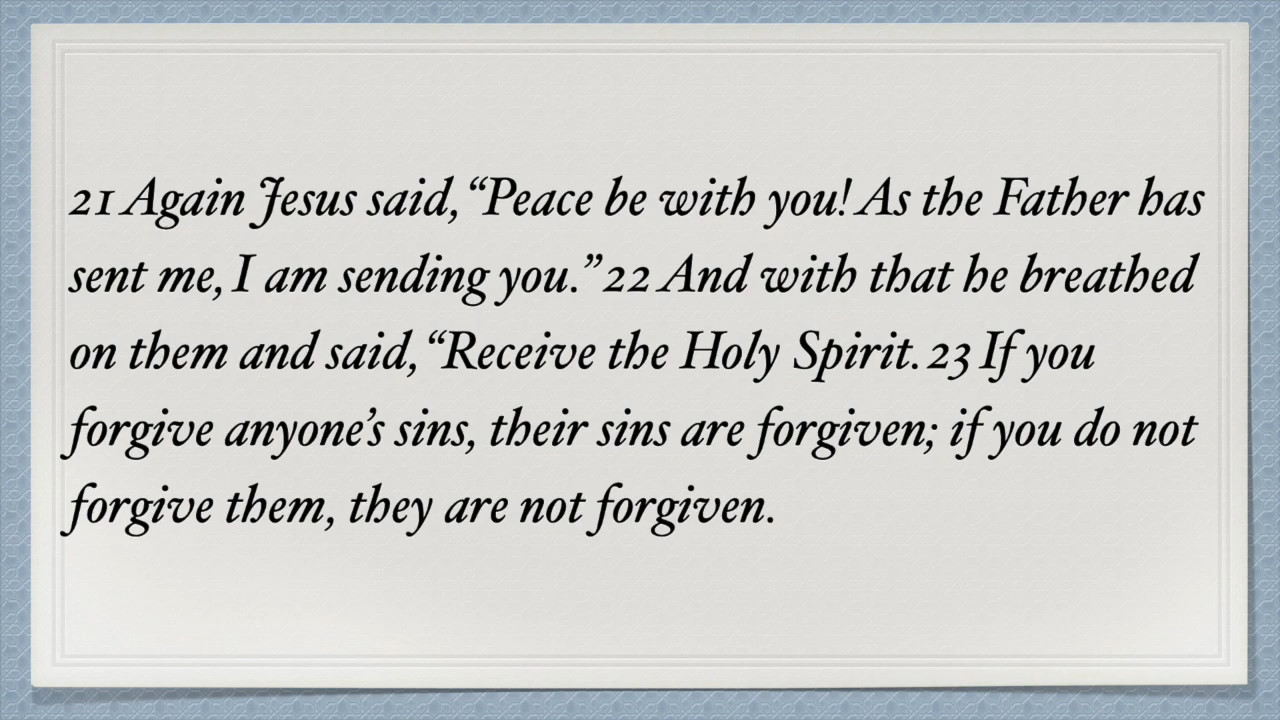 21 Again Jesus said, “Peace be with you! As the Father has
sent me, I am sending you.” 22 And with that he breathed
on them and said, “Receive the Holy Spirit. 23 If you
forgive anyone’s sins, their sins are forgiven; if you do not
forgive them, they are not forgiven.